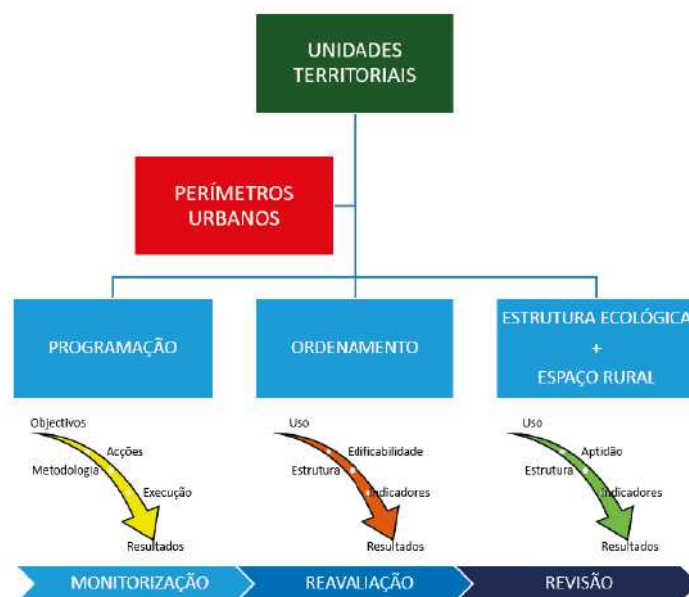 UNIDADES
TERRITORIAIS
PERÍMETROS
URBANOS
PROGRAMAÇÃO
ORDENAMENTO
ESTRUTURA ECOLÓGICA
+
ESPAÇO RURAL
Objectivos
Acções
Metodologia
Execução
Resultados
Uso
Edificabilidade
Estrutura
Indicadores
Resultados
Uso
Aptidão
Estrutura
Indicadores
Resultados
MONITORIZAÇÃO
REAVALIAÇÃO
REVISÃO